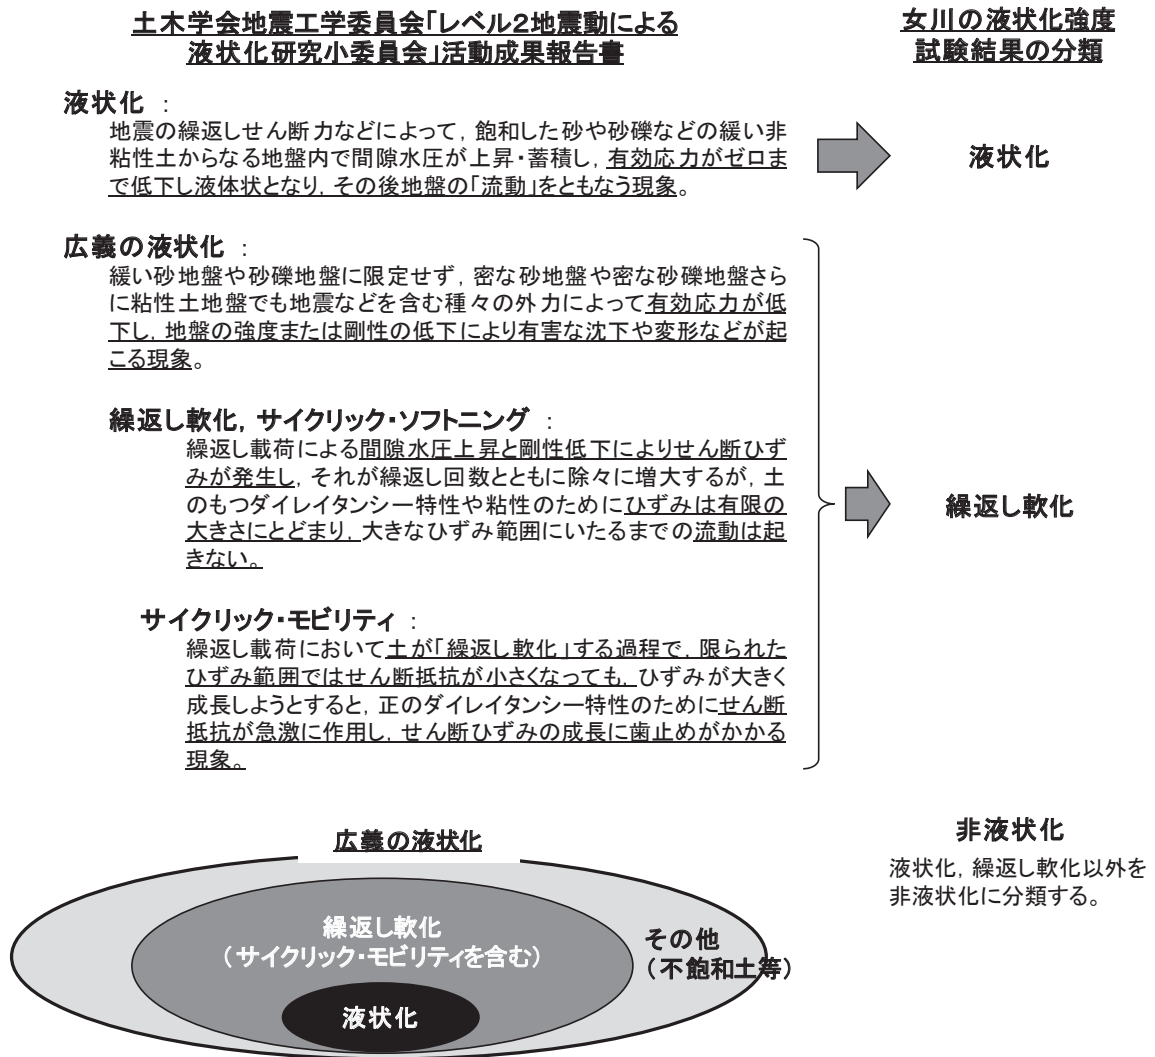 土木学会地震工学委員会「レベル2地震動による
液状化研究小委員会」活動成果報告書
女川の液状化強度
試験結果の分類
液状化 :
地震の繰返しせん断力などによって，飽和した砂や砂礫などの緩い非
粘性土からなる地盤内で間隙水圧が上昇・蓄積し，有効応力がゼロま
で低下し液体状となり，その後地盤の「流動」をともなう現象。
液状化
広義の液状化 :
緩い砂地盤や砂礫地盤に限定せず，密な砂地盤や密な砂礫地盤さら
に粘性土地盤でも地震などを含む種々の外力によって有効応力が低
下し，地盤の強度または剛性の低下により有害な沈下や変形などが起
こる現象。
繰返し軟化，サイクリック・ソフトニング :
繰返し載荷による間隙水圧上昇と剛性低下によりせん断ひず
みが発生し，それが繰返し回数とともに除々に増大するが，土
のもつダイレイタンシー特性や粘性のためにひずみは有限の
大きさにとどまり，大きなひずみ範囲にいたるまでの流動は起
きない。
繰返し軟化
サイクリック・モビリティ :
繰返し載荷において土が「繰返し軟化」する過程で，限られた
ひずみ範囲ではせん断抵抗が小さくなっても，ひずみが大きく
成長しようとすると，正のダイレイタンシー特性のためにせん断
抵抗が急激に作用し，せん断ひずみの成長に歯止めがかかる
現象。
非液状化
液状化，繰返し軟化以外を
非液状化に分類する。
広義の液状化
繰返し軟化
（サイクリック・モビリティを含む）
その他
（不飽和土等）
液状化